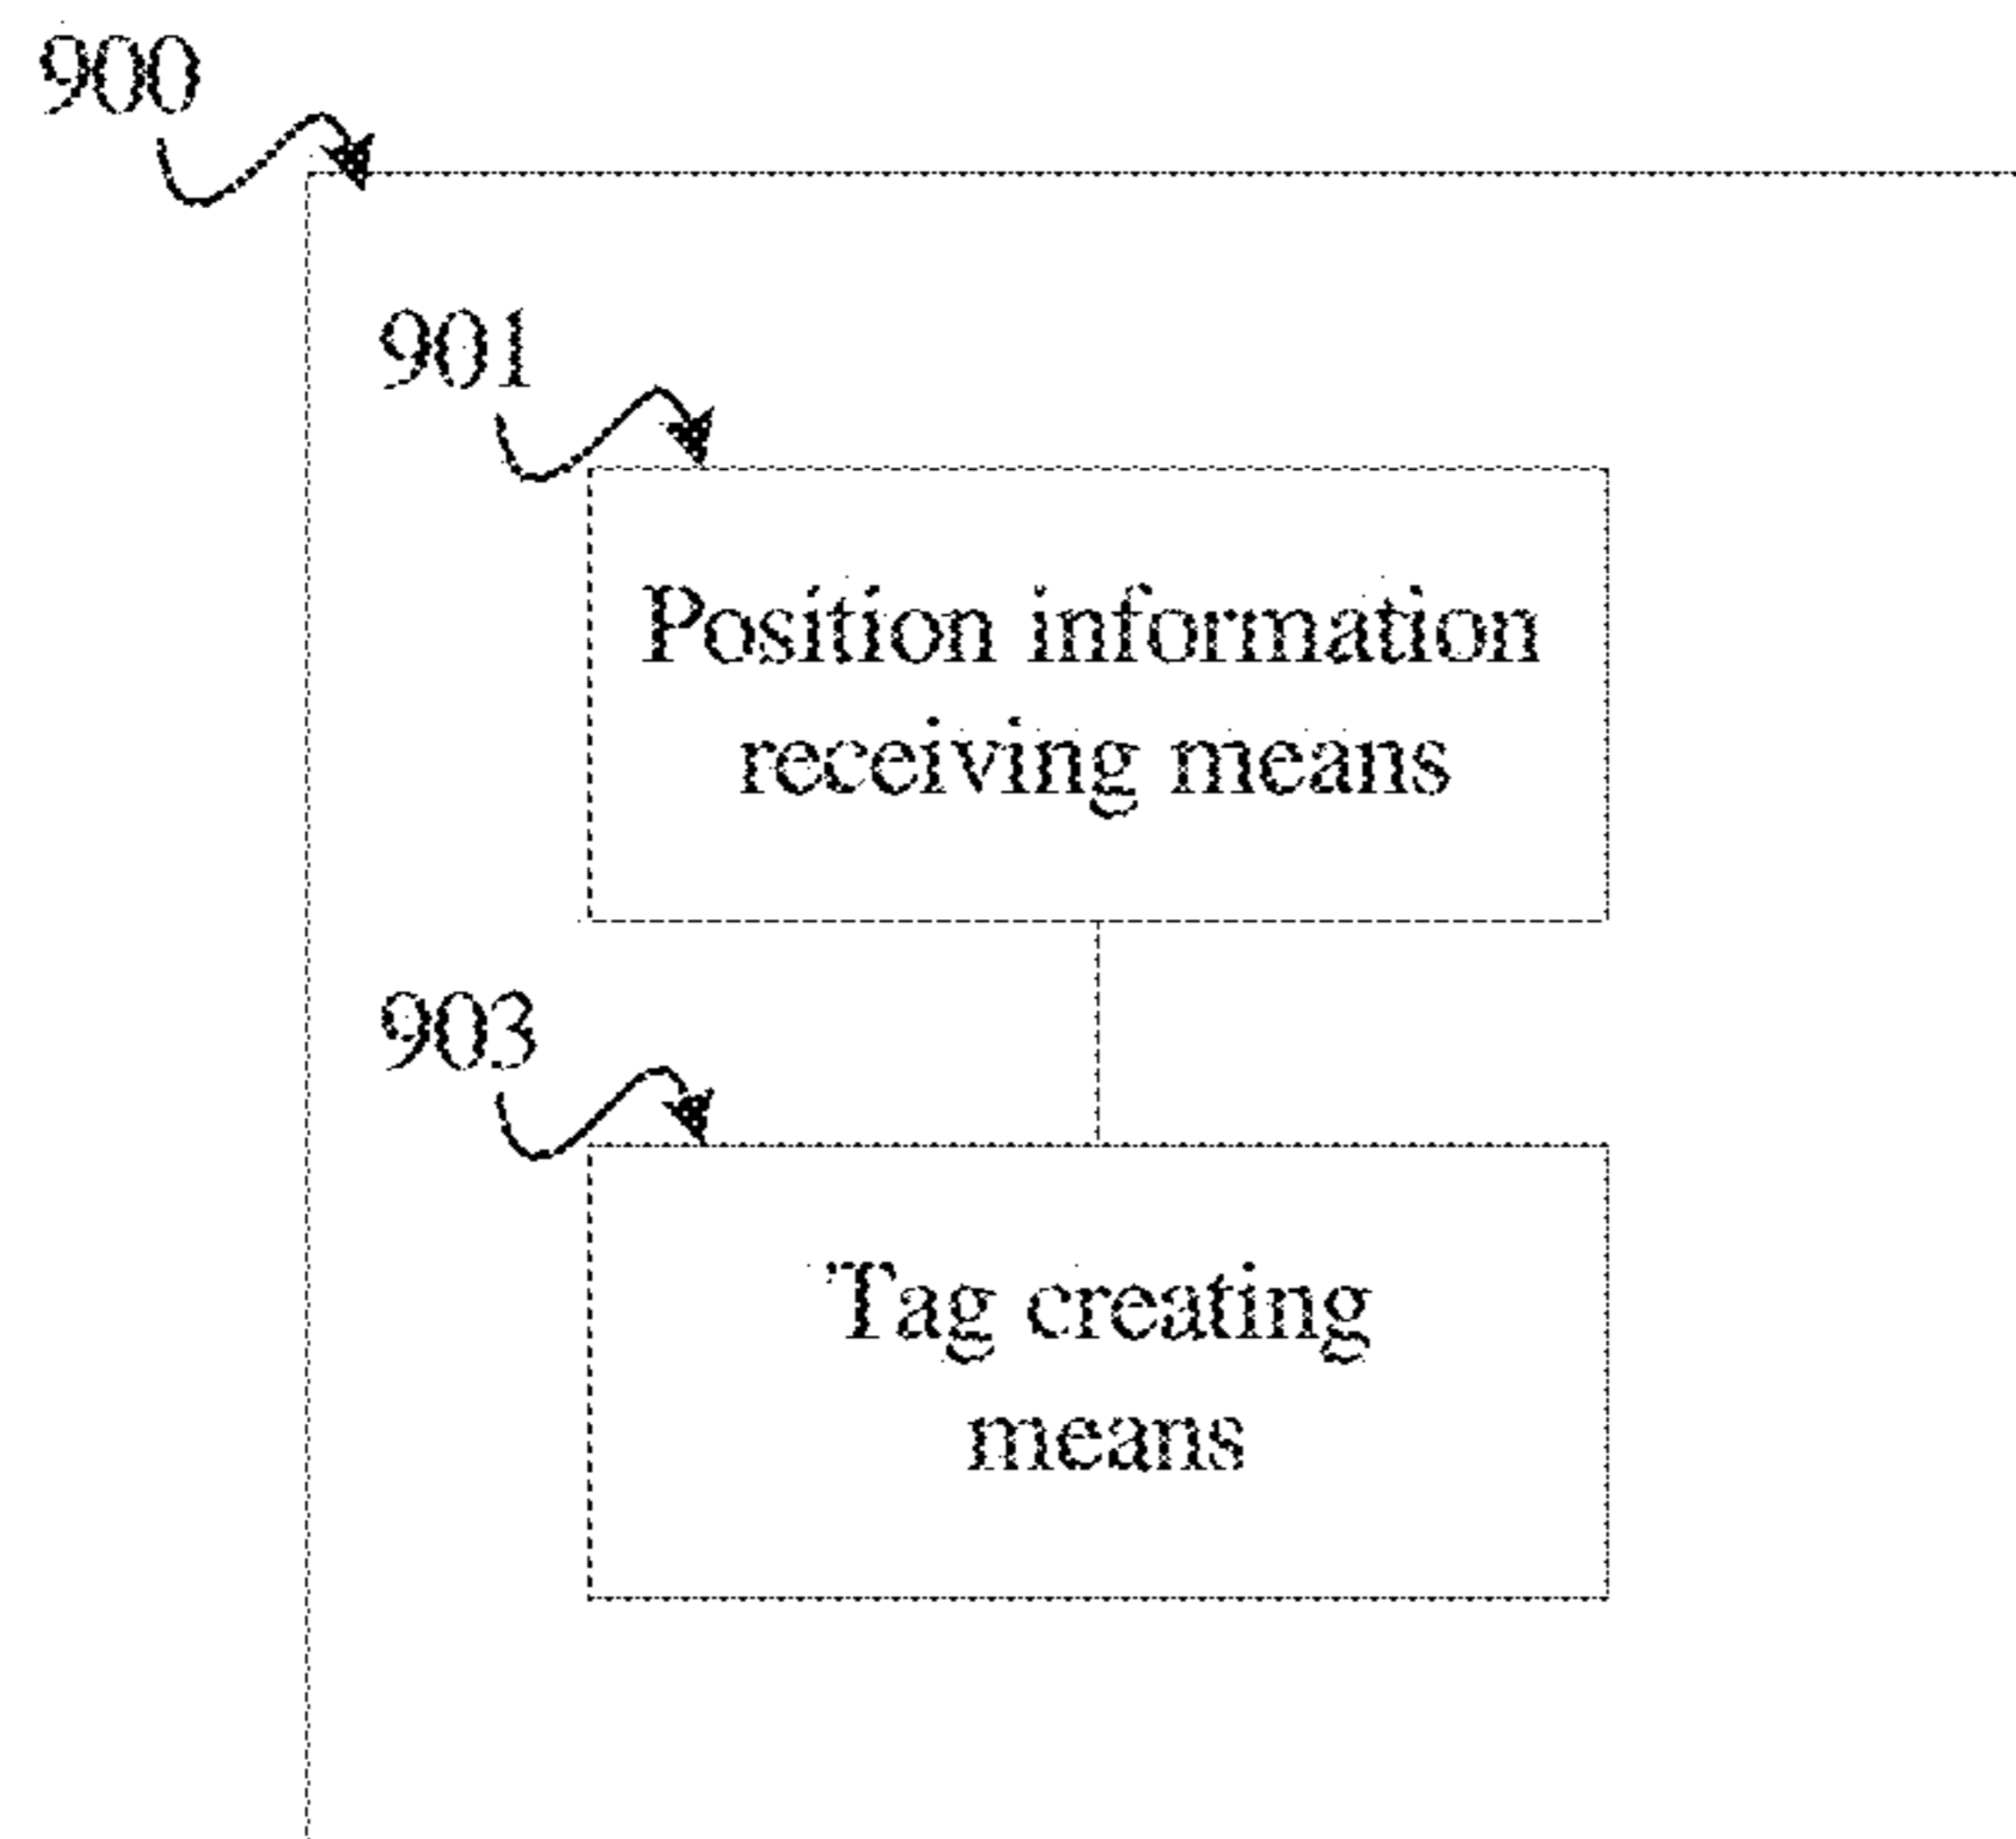 900
901
Position information
receiving means
903
Tag creating
means